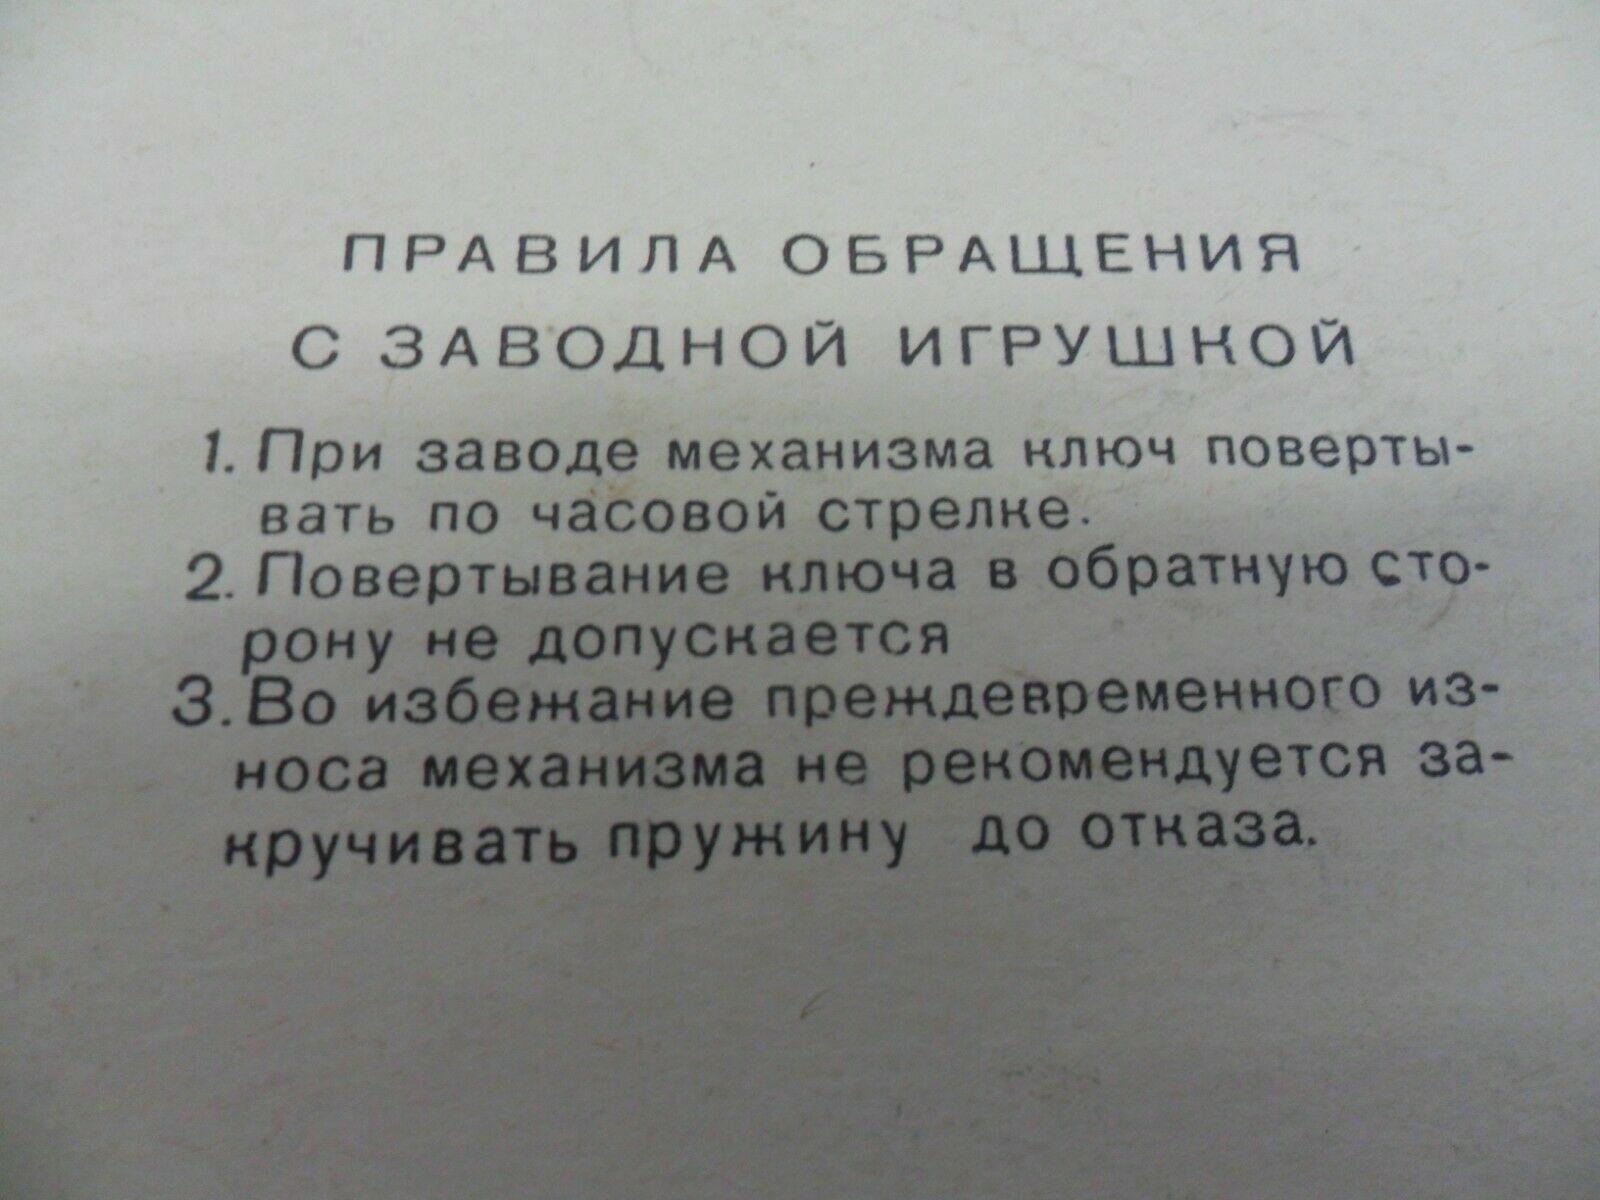 ПРАВИЛА ОБРАЩЕНИЯ
С ЗАВОДНОЙ ИГРУШКОЙ
1. При заводе механизма ключ поверты-
вать по часовой стрелке.
2. Повертывание ключа в обратную сто-
рону не допускается
3. Во избежание преждевременного из-
носа механизма не рекомендуется за-
кручивать пружину до отказа.